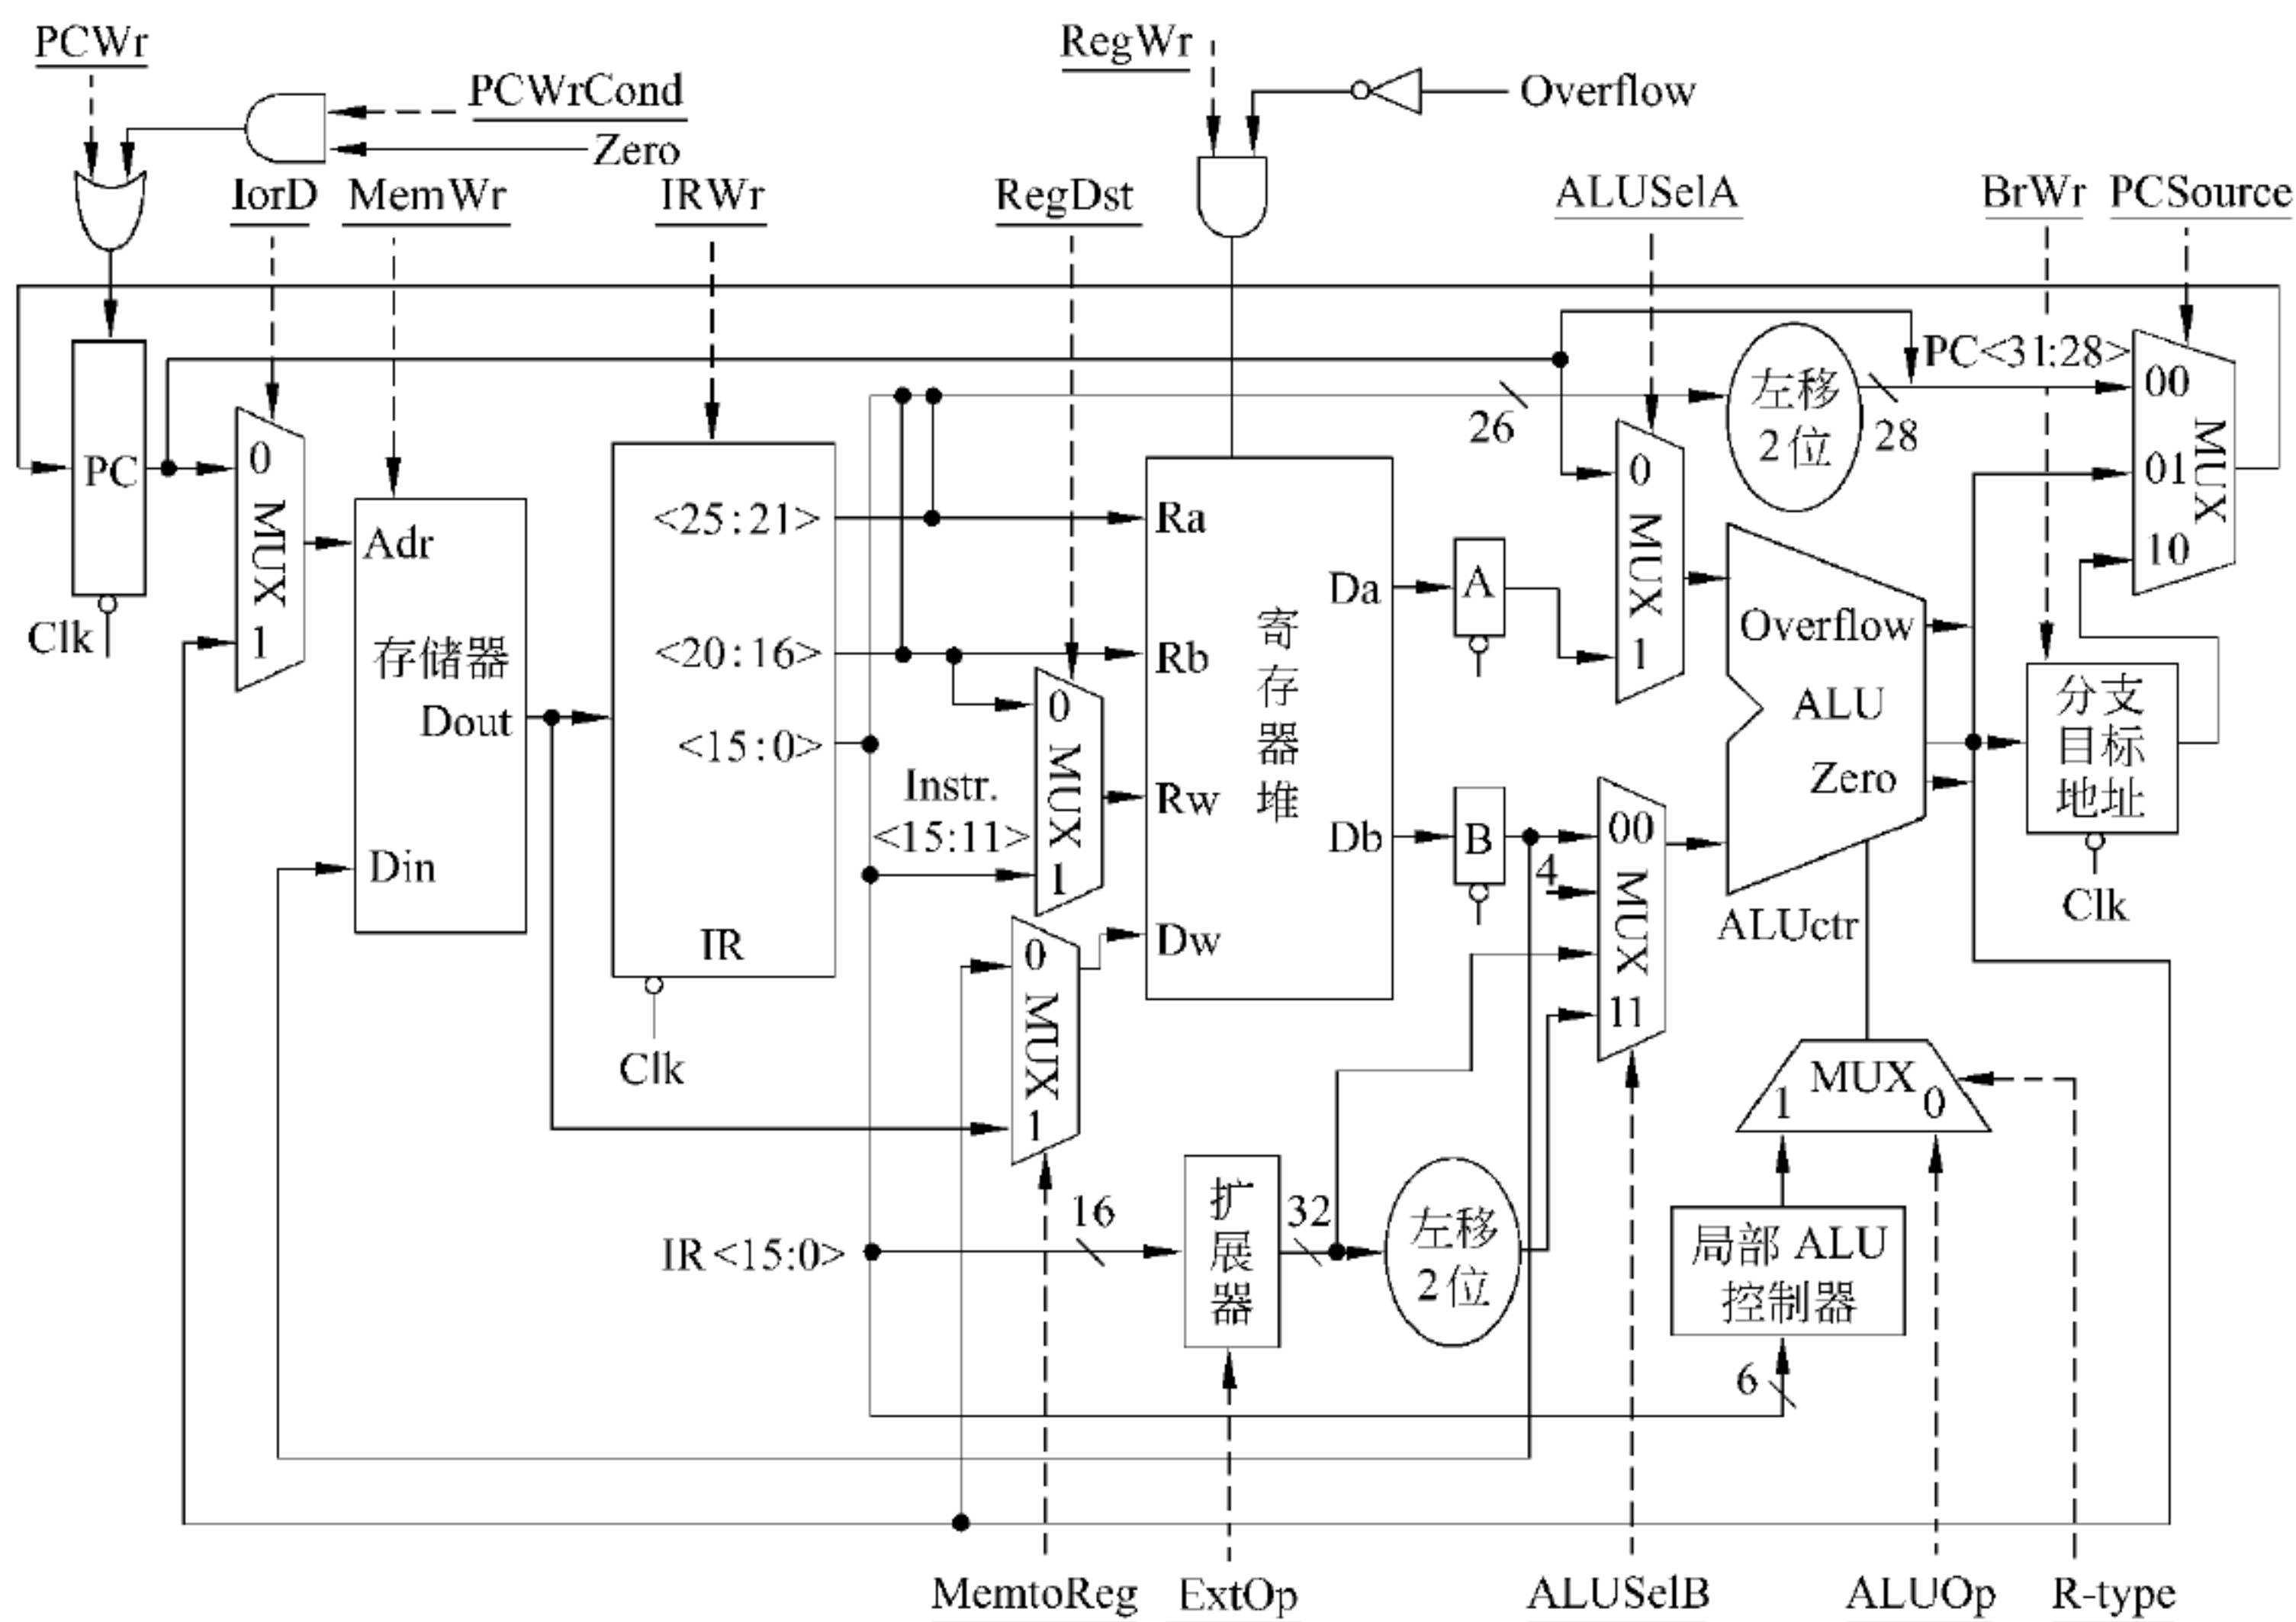 PCWr
RegWr
PCWrCond
Overflow
Zero
IorD
MemWr
IRWr
RegDst
ALUSelA
BrWr
PCSource
PC<31:28>
左移
2位
26
28
00
01
10
MUX
PC
0
MUX
1
Clk
Adr
存储器
Dout
Din
<25:21>
<20:16>
<15:0>
IR
Clk
Instr.
<15:11>
0
MUX
1
0
MUX
1
Ra
Rb
Rw
Dw
寄存器堆
Da
Db
A
B
0
MUX
1
00
4
MUX
11
Overflow
ALU
Zero
ALUctr
分支
目标
地址
Clk
MUX
1
0
IR<15:0>
16
扩展器
32
左移
2位
局部 ALU
控制器
6
MemtoReg
ExtOp
ALUSelB
ALUOp
R-type